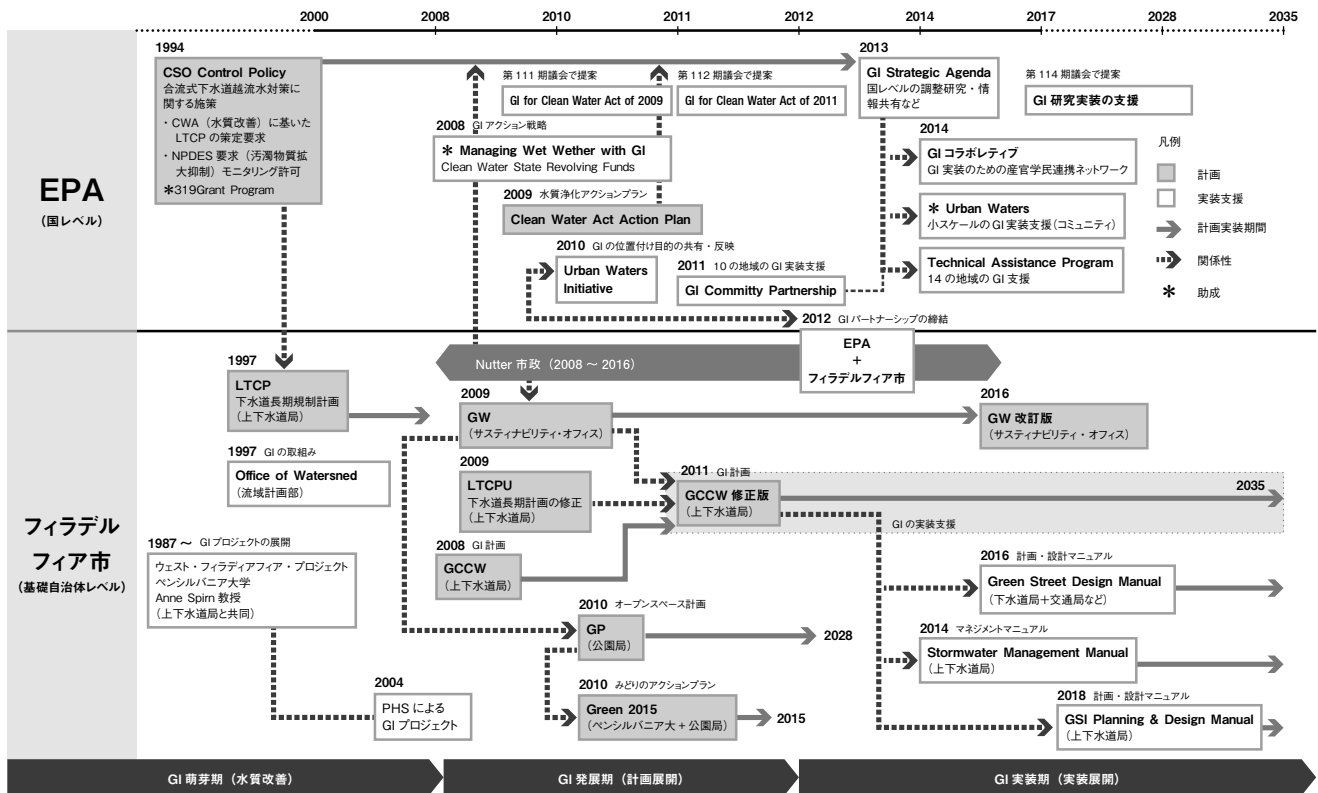 2000
2008
2010
2011
2012
2014
2017
2028
2035
EPA
(国レベル)
1994
CSO Control Policy
合流式下水道越流水対策に
関する施策
・CWA(水質改善)に基いた
LTCP の策定要求
・NPDES 要求(汚濁物質拡
大抑制)モニタリング許可
*319Grant Program
第 111 期議会で提案
GI for Clean Water Act of 2009
第 112 期議会で提案
GI for Clean Water Act of 2011
2008 GI アクション戦略
* Managing Wet Wether with GI
Clean Water State Revolving Funds
2009 水質浄化アクションプラン
Clean Water Act Action Plan
2010 GI の位置付け目的の共有・反映
Urban Waters
Initiative
2011 10 の地域の GI 実装支援
GI Committy Partnership
2013
GI Strategic Agenda
国レベルの調整研究・情
報共有など
第 114 期議会で提案
GI 研究実装の支援
2014
GI コラボレティブ
GI 実装のための産官学民連携ネットワーク
* Urban Waters
小スケールの GI 実装支援(コミュニティ)
Technical Assistance Program
14 の地域の GI 支援
凡例
計画
実装支援
計画実装期間
関係性
* 助成
2012 GI パートナーシップの締結
EPA
+
フィラデルフィア市
Nutter 市政(2008 〜 2016)
フィラデル
フィア市
(基礎自治体レベル)
1997
LTCP
下水道長期規制計画
(上下水道局)
1997 GI の取組み
Office of Watersned
(流域計画部)
1987 〜 GI プロジェクトの展開
ウェスト・フィラディアフィア・プロジェクト
ペンシルバニア大学
Anne Spirn 教授
(上下水道局と共同)
2004
PHS による
GI プロジェクト
2009
GW
(サスティナビリティ・オフィス)
2009
LTCPU
下水道長期計画の修正
(上下水道局)
2008 GI 計画
GCCW
(上下水道局)
2010 オープンスペース計画
GP
(公園局)
2028
2010 みどりのアクションプラン
Green 2015
(ペンシルバニア大 + 公園局)
2015
2011 GI 計画
GCCW 修正版
(上下水道局)
2035
GI の実装支援
2016
GW 改訂版
(サスティナビリティ・オフィス)
2016 計画・設計マニュアル
Green Street Design Manual
(下水道局+交通局など)
2014 マネジメントマニュアル
Stormwater Management Manual
(上下水道局)
2018 計画・設計マニュアル
GSI Planning & Design Manual
(上下水道局)
GI 萌芽期(水質改善)
GI 発展期(計画展開)
GI 実装期(実装展開)